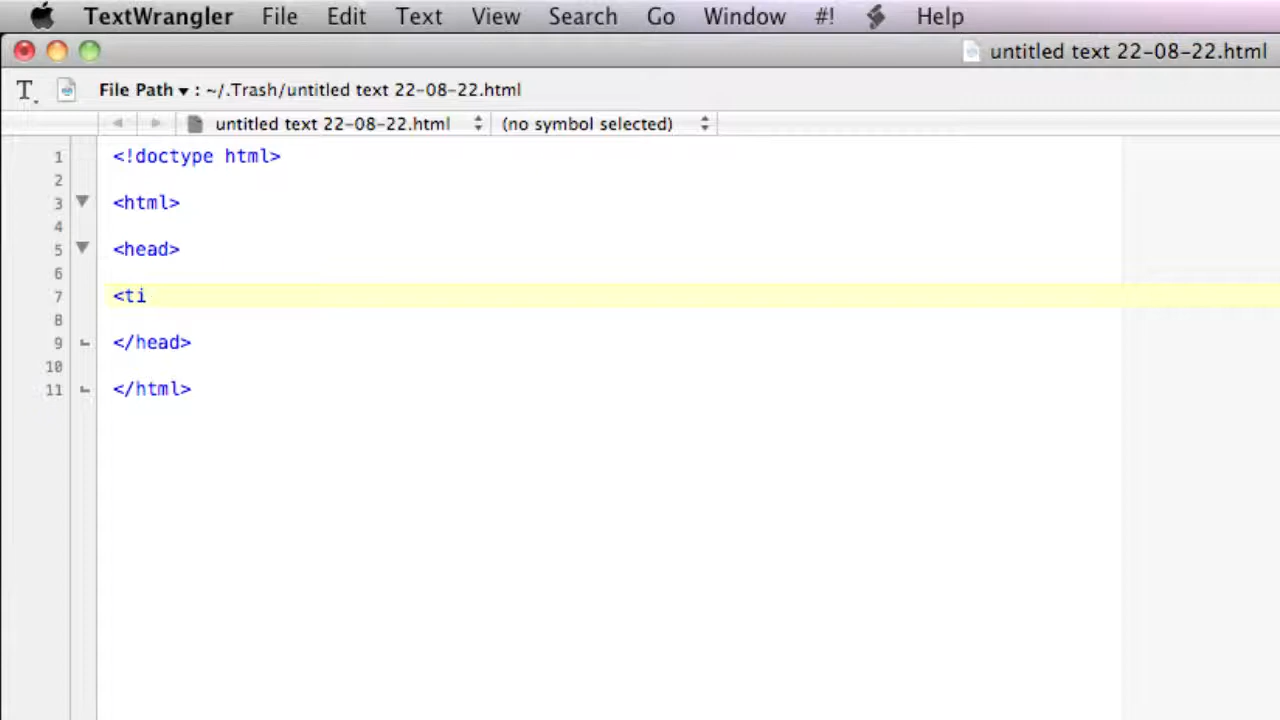 TextWrangler File Edit Text View Search Go Window #! Help
untitled text 22-08-22.html
T File Path : ~/.Trash/untitled text 22-08-22.html
untitled text 22-08-22.html (no symbol selected)
1 <!doctype html>
2
3 <html>
4
5 <head>
6
7 <ti
8
9 </head>
10
11 </html>